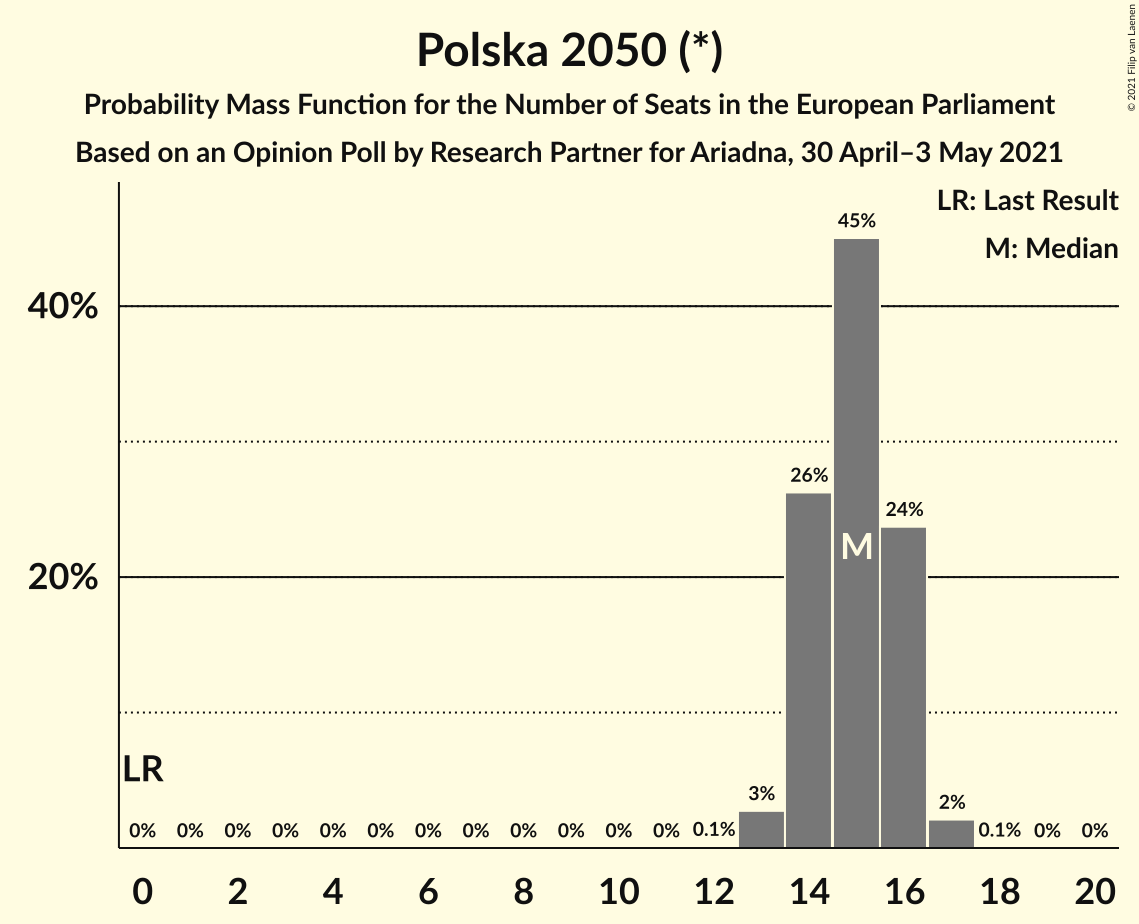 Polska 2050 (*)
Probability Mass Function for the Number of Seats in the European Parliament
Based on an Opinion Poll by Research Partner for Ariadna, 30 April–3 May 2021
© 2021 Filip van Laenen
LR: Last Result
M: Median
45%
40%
26%
24%
M
20%
LR
0% 0% 0% 0% 0% 0% 0% 0% 0% 0% 0% 0% 0.1% 3% 2% 0.1% 0% 0%
0 2 4 6 8 10 12 14 16 18 20